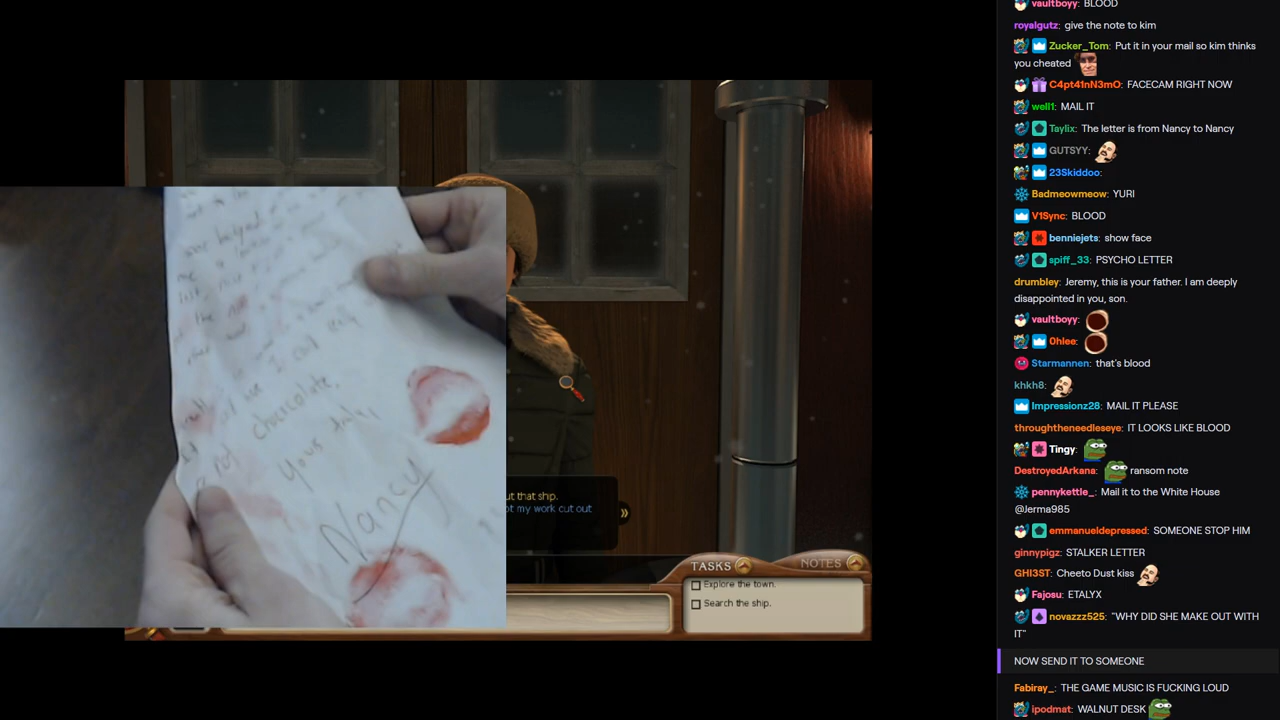 chocolate,
Yous in,
Nancy
ut that ship.
ot my work cut out
»
TASKS
NOTES
Explore the town.
Search the ship.
vaultboyy: BLOOD
royalgutz: give the note to kim
Zucker_Tom: Put it in your mail so kim thinks
you cheated
C4pt41nN3mO: FACECAM RIGHT NOW
well1: MAIL IT
Taylix: The letter is from Nancy to Nancy
GUTSYY:
23Skiddoo:
Badmeowmeow: YURI
V1Sync: BLOOD
benniejets: show face
spiff_33: PSYCHO LETTER
drumbley: Jeremy, this is your father. I am deeply
disappointed in you, son.
vaultboyy:
0hlee:
Starmannen: that's blood
khkh8:
Impressionz28: MAIL IT PLEASE
throughtheneedleseye: IT LOOKS LIKE BLOOD
Tingy:
DestroyedArkana: ransom note
pennykettle_: Mail it to the White House
@Jerma985
emmanueldepressed: SOMEONE STOP HIM
ginnypigz: STALKER LETTER
GHI3ST: Cheeto Dust kiss
Fajosu: ETALYX
novazzz525: "WHY DID SHE MAKE OUT WITH
IT"
NOW SEND IT TO SOMEONE
Fabiray_: THE GAME MUSIC IS FUCKING LOUD
ipodmat: WALNUT DESK